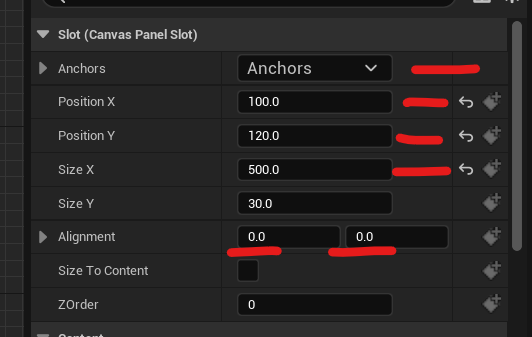 Slot (Canvas Panel Slot)
Anchors Anchors
Position X 100.0
Position Y 120.0
Size X 500.0
Size Y 30.0
Alignment 0.0 0.0
Size To Content
ZOrder 0